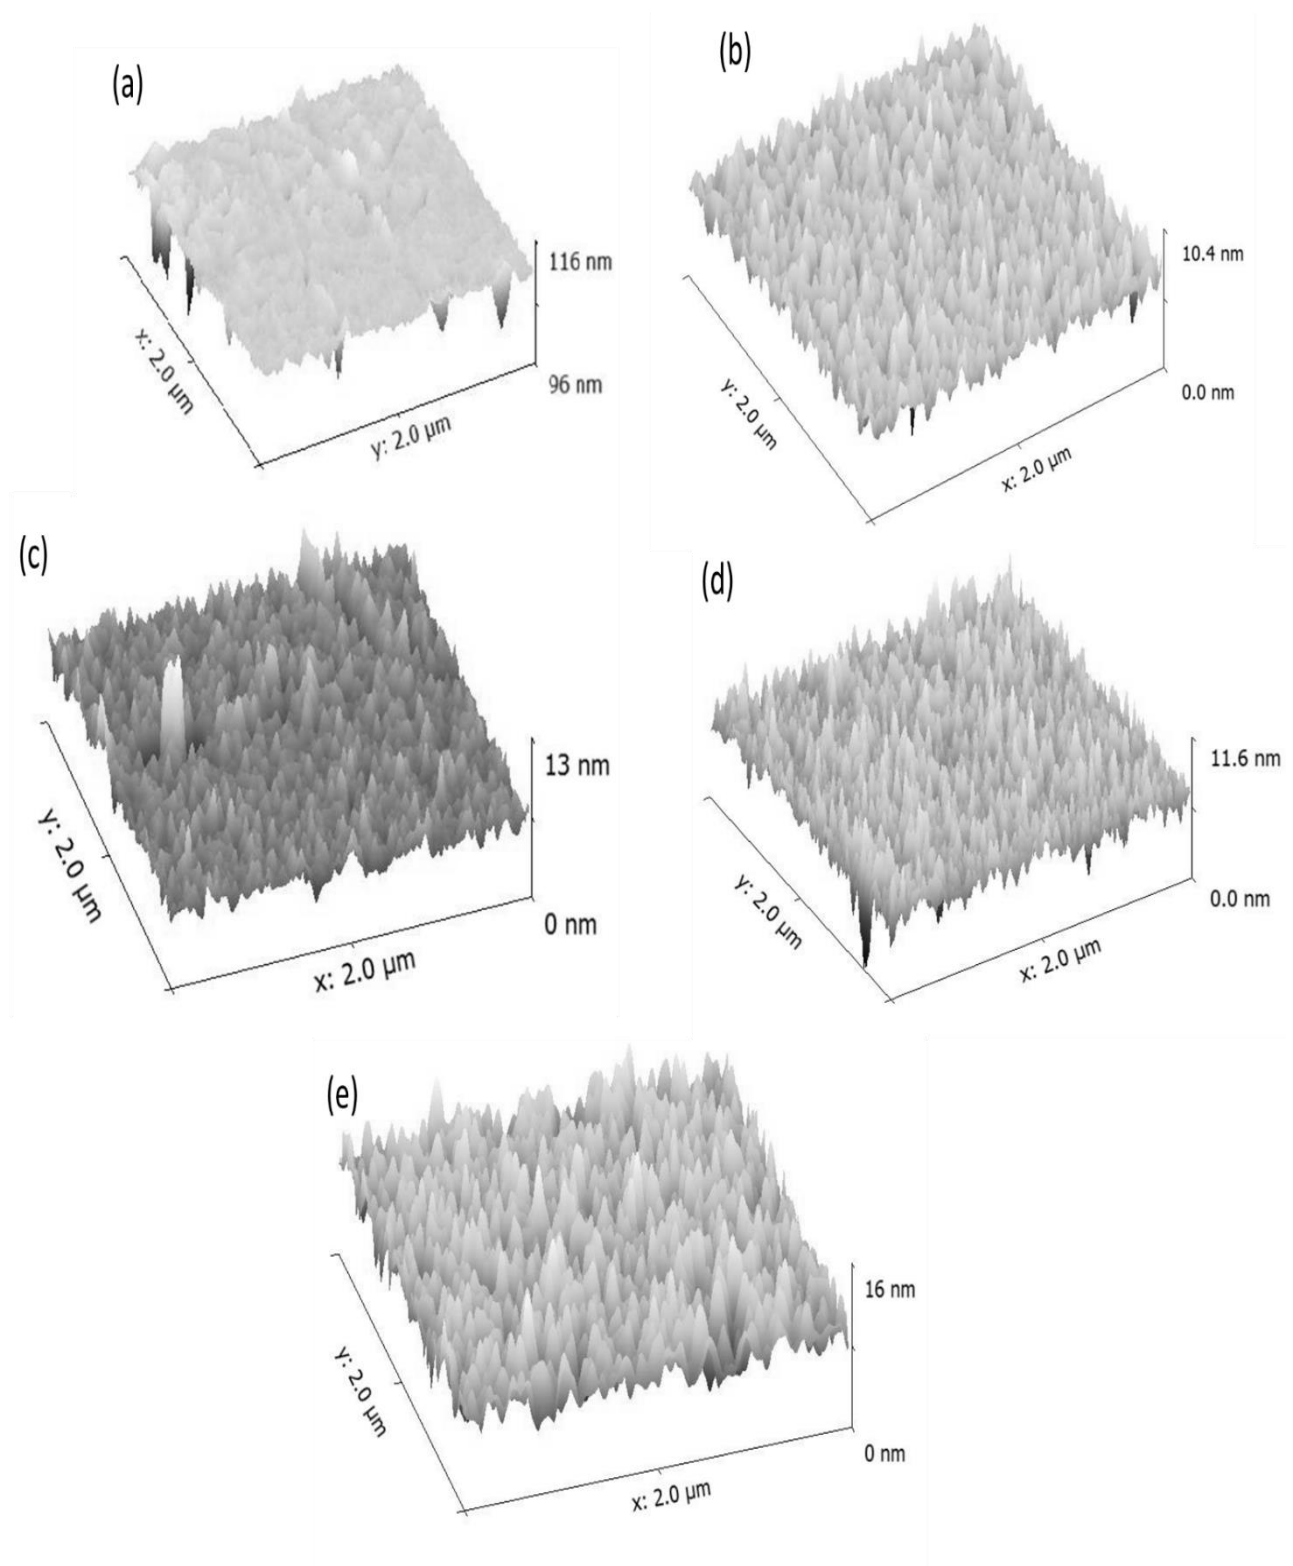 (a)
116 nm
96 nm
x: 2.0 µm
y: 2.0 µm
(b)
10.4 nm
0.0 nm
y: 2.0 µm
x: 2.0 µm
(c)
13 nm
0 nm
y: 2.0 µm
x: 2.0 µm
(d)
11.6 nm
0.0 nm
y: 2.0 µm
x: 2.0 µm
(e)
16 nm
0 nm
y: 2.0 µm
x: 2.0 µm